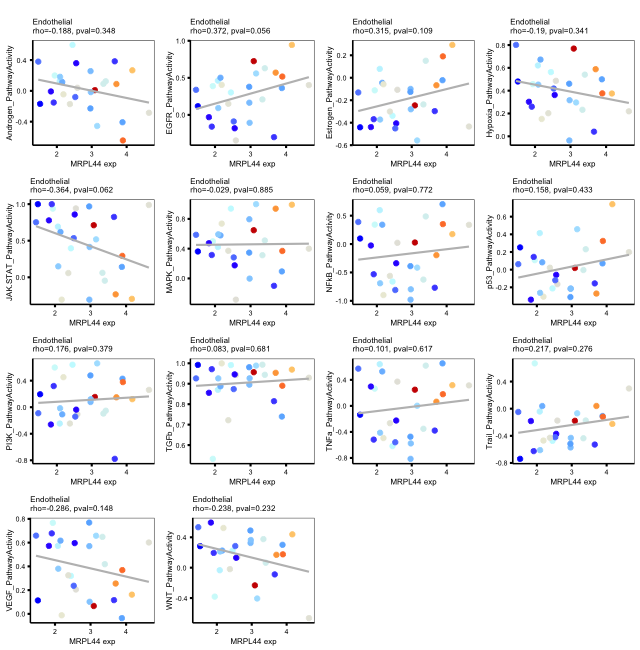 Endothelial
rho=-0.188, pval=0.348
Androgen_PathwayActivity
0.4
0.0
-0.4
2
3
4
MRPL44 exp
Endothelial
rho=0.372, pval=0.056
EGFR_PathwayActivity
1.0
0.5
0.0
2
3
4
MRPL44 exp
Endothelial
rho=0.315, pval=0.109
Estrogen_PathwayActivity
0.2
0.0
-0.2
-0.4
-0.6
2
3
4
MRPL44 exp
Endothelial
rho=-0.19, pval=0.341
Hypoxia_PathwayActivity
0.8
0.6
0.4
0.2
0.0
2
3
4
MRPL44 exp
Endothelial
rho=-0.364, pval=0.062
JAK.STAT_PathwayActivity
1.0
0.5
0.0
2
3
4
MRPL44 exp
Endothelial
rho=-0.029, pval=0.885
MAPK_PathwayActivity
0.8
0.4
0.0
2
3
4
MRPL44 exp
Endothelial
rho=0.059, pval=0.772
NFkB_PathwayActivity
0.5
0.0
-0.5
-1.0
2
3
4
MRPL44 exp
Endothelial
rho=0.158, pval=0.433
p53_PathwayActivity
0.6
0.4
0.2
0.0
-0.2
2
3
4
MRPL44 exp
Endothelial
rho=0.176, pval=0.379
PI3K_PathwayActivity
0.4
0.0
-0.4
-0.8
2
3
4
MRPL44 exp
Endothelial
rho=0.083, pval=0.681
TGFb_PathwayActivity
1.0
0.9
0.8
0.7
0.6
2
3
4
MRPL44 exp
Endothelial
rho=0.101, pval=0.617
TNFa_PathwayActivity
0.4
0.0
-0.4
-0.8
2
3
4
MRPL44 exp
Endothelial
rho=0.217, pval=0.276
Trail_PathwayActivity
0.4
0.0
-0.4
-0.8
2
3
4
MRPL44 exp
Endothelial
rho=-0.286, pval=0.148
VEGF_PathwayActivity
0.8
0.6
0.4
0.2
0.0
2
3
4
MRPL44 exp
Endothelial
rho=-0.238, pval=0.232
WNT_PathwayActivity
0.4
0.0
-0.4
2
3
4
MRPL44 exp